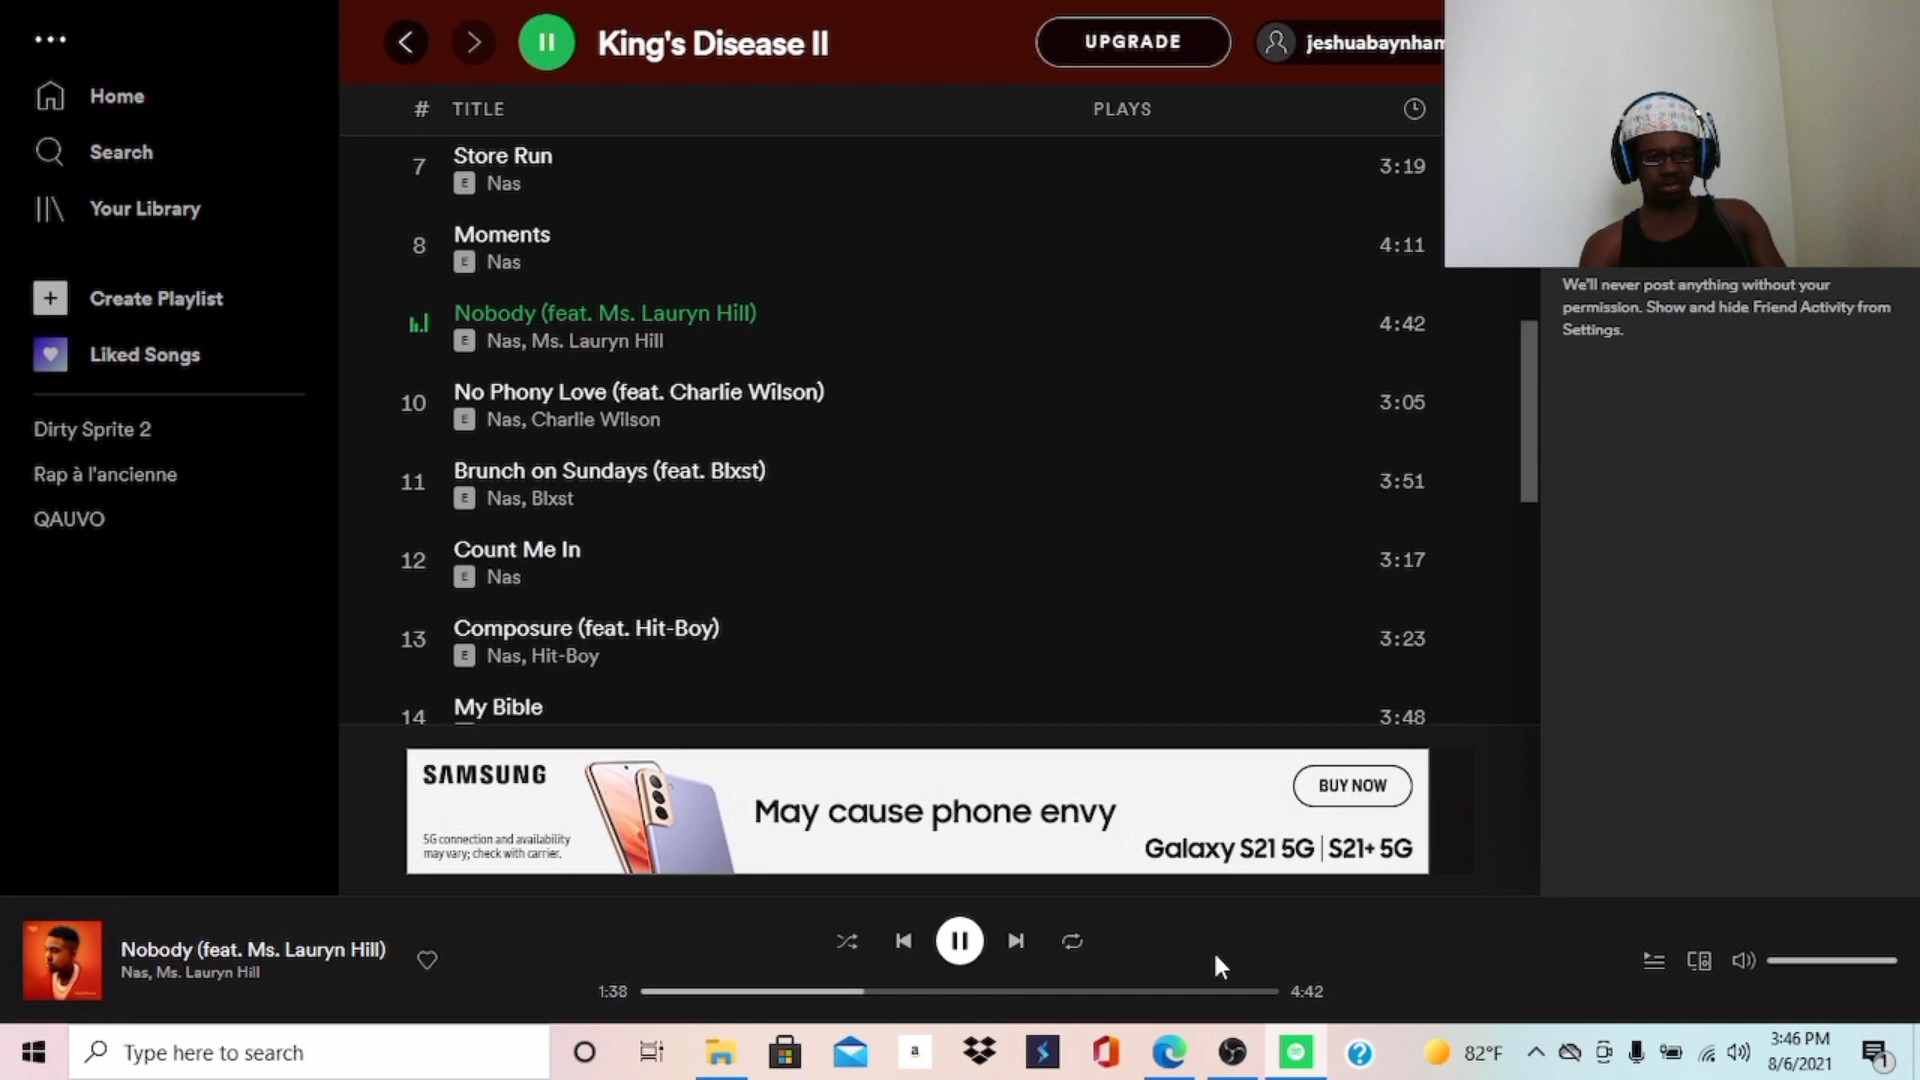 King's Disease II
UPGRADE
jeshuabaynham
Home
Search
Your Library
Create Playlist
Liked Songs
Dirty Sprite 2
Rap à l'ancienne
QAUVO
# TITLE PLAYS
7 Store Run 3:19
E Nas
8 Moments 4:11
E Nas
Nobody (feat. Ms. Lauryn Hill) 4:42
E Nas, Ms. Lauryn Hill
10 No Phony Love (feat. Charlie Wilson) 3:05
E Nas, Charlie Wilson
11 Brunch on Sundays (feat. Blxst) 3:51
E Nas, Blxst
12 Count Me In 3:17
E Nas
13 Composure (feat. Hit-Boy) 3:23
E Nas, Hit-Boy
14 My Bible 3:48
We'll never post anything without your
permission. Show and hide Friend Activity from
Settings.
SAMSUNG
5G connection and availability
may vary; check with carrier.
May cause phone envy
BUY NOW
Galaxy S21 5G | S21+ 5G
Nobody (feat. Ms. Lauryn Hill)
Nas, Ms. Lauryn Hill
1:38 4:42
Type here to search
a
82°F
3:46 PM
8/6/2021
1